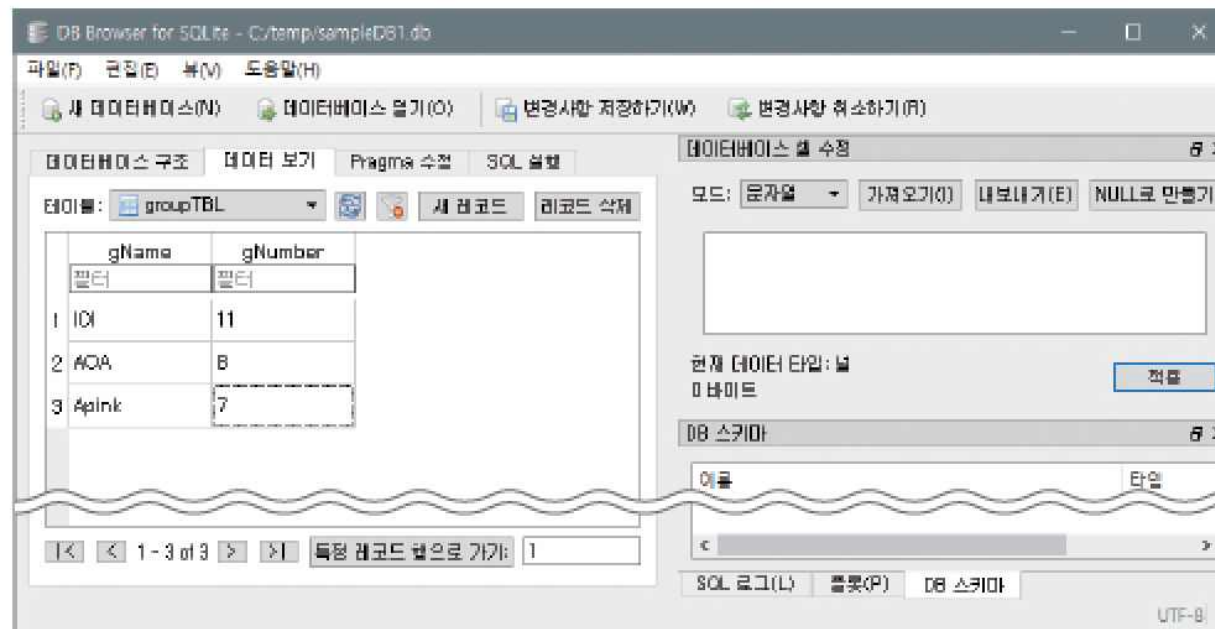 DB Browser for SQLite - C:/temp/sampleDB1.db
파일(F) 편집(E) 뷰(V) 도움말(H)
새 데이터베이스(N) 데이터베이스 열기(O) 변경사항 저장하기(W) 변경사항 취소하기(R)
데이터베이스 구조 데이터 보기 Pragma 수정 SQL 실행
테이블: groupTBL 새 레코드 레코드 삭제
gName gNumber
필터 필터
1 IOI 11
2 AOA 8
3 Apink 7
1 - 3 of 3 특정 레코드 행으로 가기: 1
데이터베이스 셀 수정
모드: 문자열 가져오기(I) 내보내기(E) NULL로 만들기
현재 데이터 타입: 널
0 바이트
적용
DB 스키마
이름 타입
SQL 로그(L) 플롯(P) DB 스키마
UTF-8